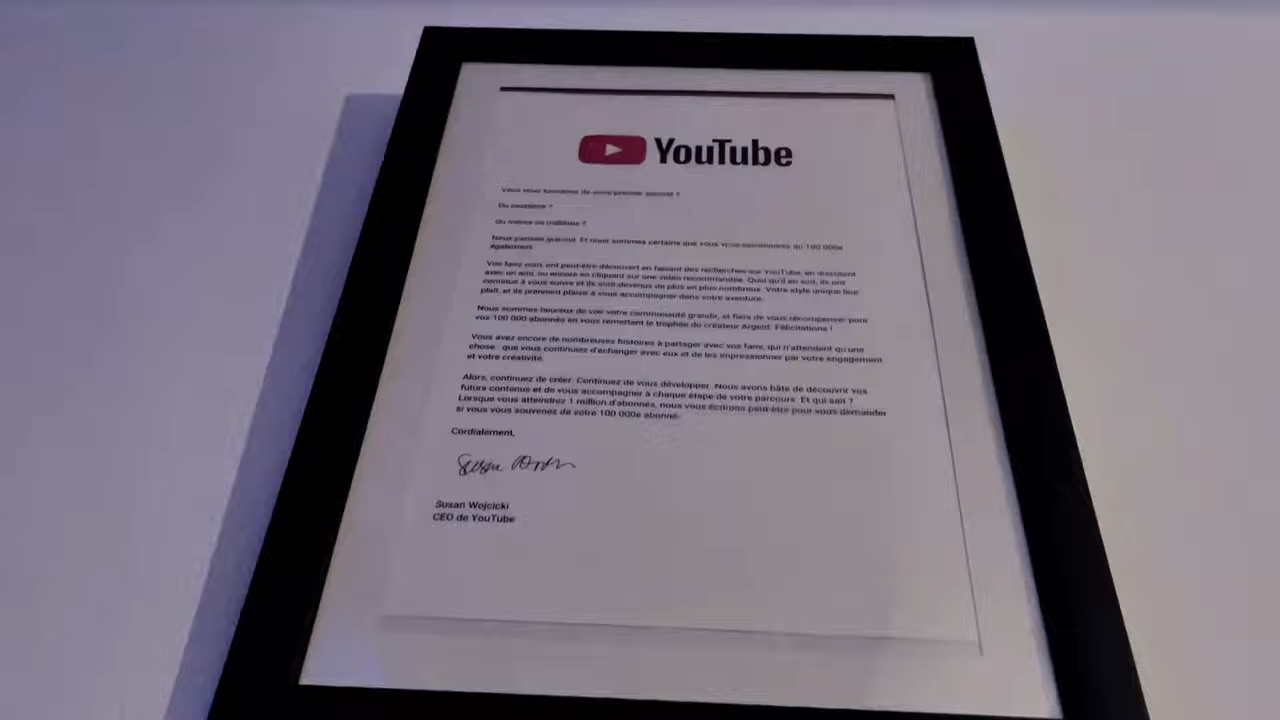 YouTube
Vous vous souvenez de votre premier abonné ?
Du deuxième ?
Ou même du millième ?
Nous pensons que oui. Et nous sommes certains que vous vous souviendrez du 100 000e
également.
Vos fans vous ont peut-être découvert en faisant des recherches sur YouTube, en discutant
avec un ami, ou encore en cliquant sur une vidéo recommandée. Quoi qu'il en soit, ils ont
continué à vous suivre et ils sont devenus de plus en plus nombreux. Votre style unique leur
plaît, et ils prennent plaisir à vous accompagner dans votre aventure.
Nous sommes heureux de voir votre communauté grandir, et fiers de vous récompenser pour
vos 100 000 abonnés en vous remettant le trophée du créateur Argent. Félicitations !
Vous avez encore de nombreuses histoires à partager avec vos fans, qui n'attendent qu'une
chose : que vous continuiez d'échanger avec eux et de les impressionner par votre engagement
et votre créativité.
Alors, continuez de créer. Continuez de vous développer. Nous avons hâte de découvrir vos
futurs contenus et de vous accompagner à chaque étape de votre parcours. Et qui sait ?
Lorsque vous atteindrez 1 million d'abonnés, nous vous écrirons peut-être pour vous demander
si vous vous souvenez de votre 100 000e abonné.
Cordialement,
Susan Wojcicki
CEO de YouTube